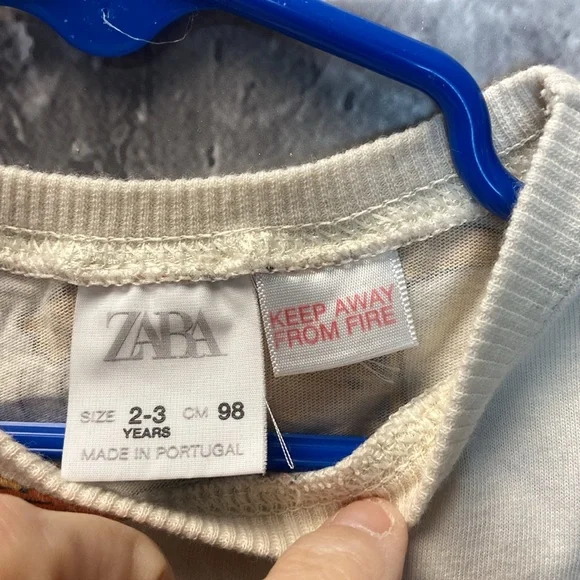 ZARA
SIZE 2-3 CM 98
YEARS
MADE IN PORTUGAL
KEEP AWAY
FROM FIRE